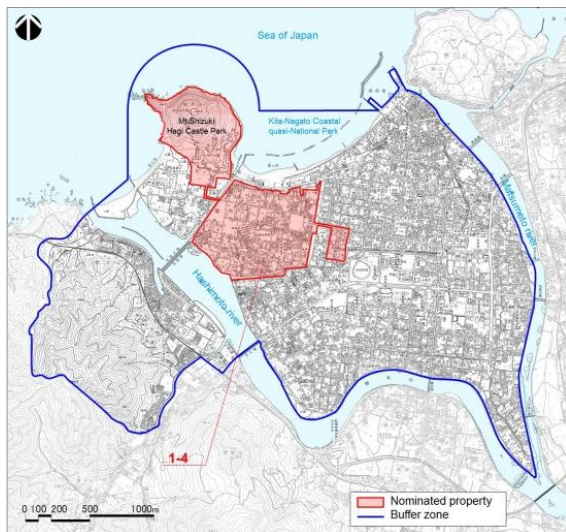 Sea of Japan
Mt.Shizuki
Hagi Castle Park
Kita-Nagato Coastal
quasi-National Park
Matsumoto river
Hashimoto river
1-4
0 100 200 500 1000m
Nominated property
Buffer zone